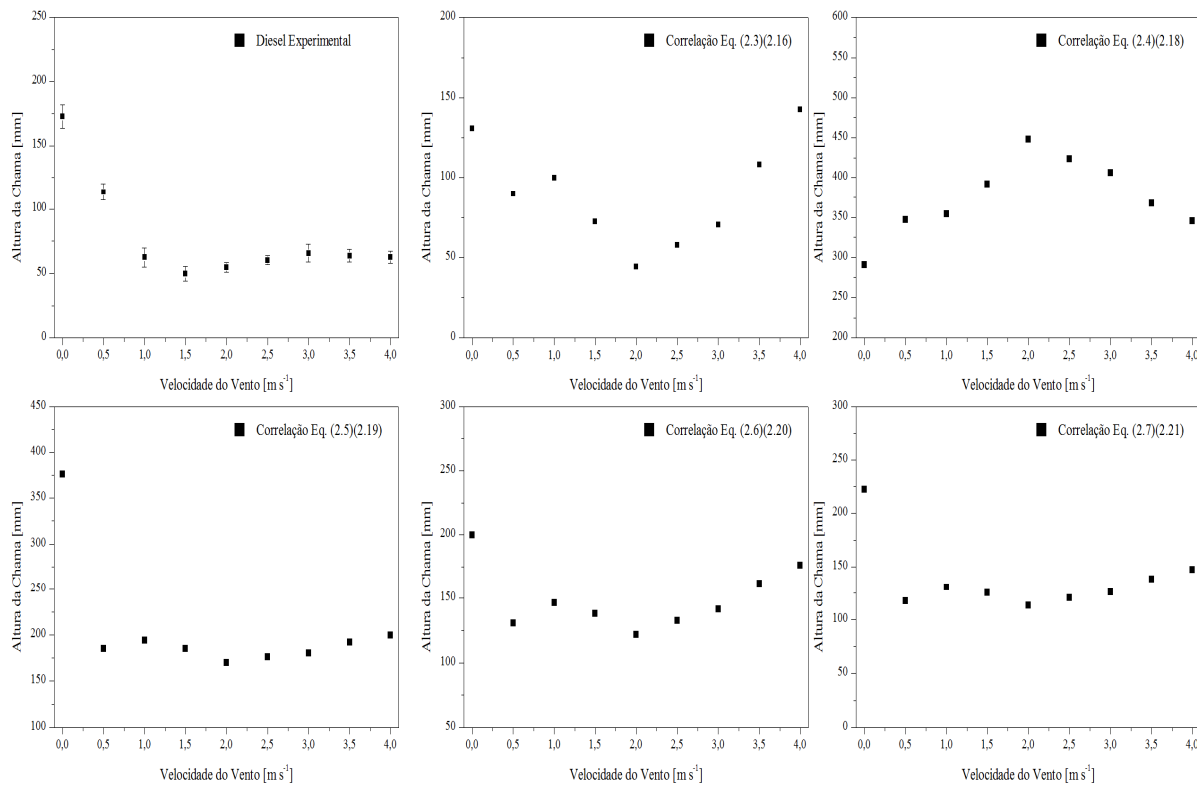 Diesel Experimental
Altura da Chama [mm]
250
200
150
100
50
0
0,0 0,5 1,0 1,5 2,0 2,5 3,0 3,5 4,0
Velocidade do Vento [m s⁻¹]
Correlação Eq. (2.3)(2.16)
Altura da Chama [mm]
200
150
100
50
0
0,0 0,5 1,0 1,5 2,0 2,5 3,0 3,5 4,0
Velocidade do Vento [m s⁻¹]
Correlação Eq. (2.4)(2.18)
Altura da Chama [mm]
600
550
500
450
400
350
300
250
200
0,0 0,5 1,0 1,5 2,0 2,5 3,0 3,5 4,0
Velocidade do Vento [m s⁻¹]
Correlação Eq. (2.5)(2.19)
Altura da Chama [mm]
450
400
350
300
250
200
150
100
0,0 0,5 1,0 1,5 2,0 2,5 3,0 3,5 4,0
Velocidade do Vento [m s⁻¹]
Correlação Eq. (2.6)(2.20)
Altura da Chama [mm]
300
250
200
150
100
50
0,0 0,5 1,0 1,5 2,0 2,5 3,0 3,5 4,0
Velocidade do Vento [m s⁻¹]
Correlação Eq. (2.7)(2.21)
Altura da Chama [mm]
300
250
200
150
100
50
0
0,0 0,5 1,0 1,5 2,0 2,5 3,0 3,5 4,0
Velocidade do Vento [m s⁻¹]